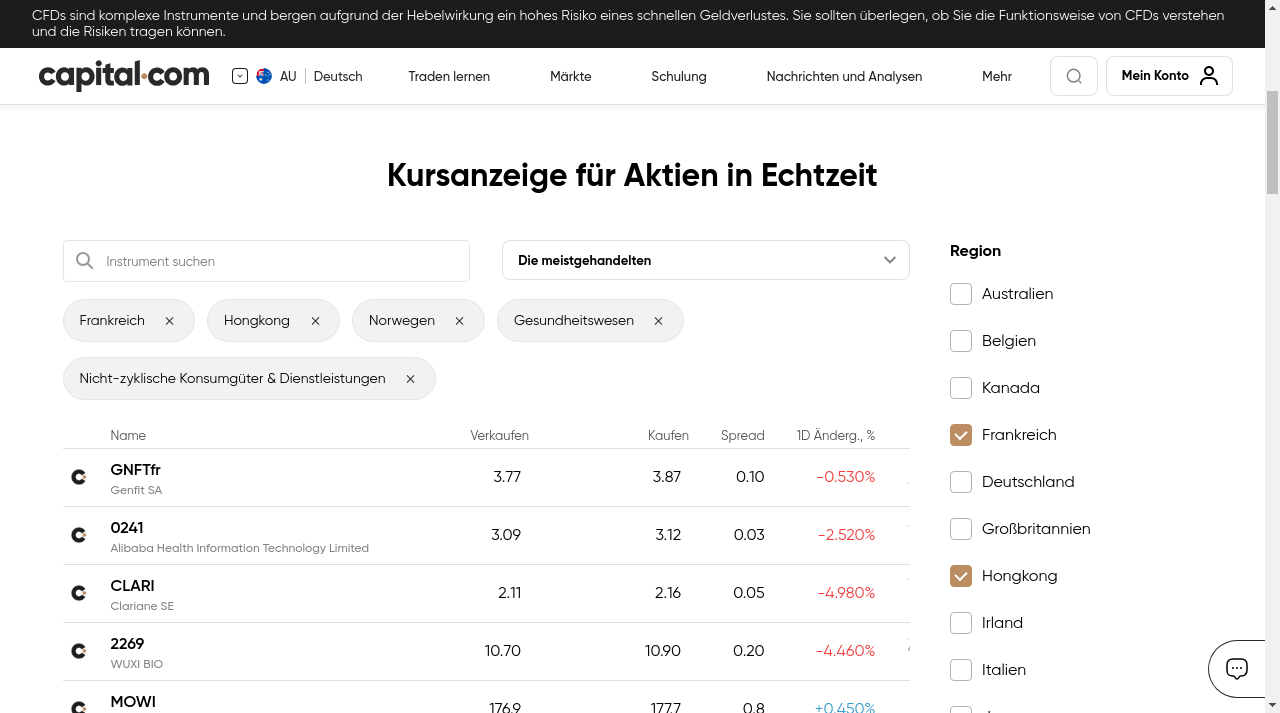 CFDs sind komplexe Instrumente und bergen aufgrund der Hebelwirkung ein hohes Risiko eines schnellen Geldverlustes. Sie sollten überlegen, ob Sie die Funktionsweise von CFDs verstehen
und die Risiken tragen können.
capital.com AU Deutsch Traden lernen Märkte Schulung Nachrichten und Analysen Mehr Mein Konto
Kursanzeige für Aktien in Echtzeit
Instrument suchen Die meistgehandelten
Frankreich Hongkong Norwegen Gesundheitswesen
Nicht-zyklische Konsumgüter & Dienstleistungen
Name Verkaufen Kaufen Spread 1D Änderg., %
GNFTfr 3.77 3.87 0.10 -0.530%
Genfit SA
0241 3.09 3.12 0.03 -2.520%
Alibaba Health Information Technology Limited
CLARI 2.11 2.16 0.05 -4.980%
Clariane SE
2269 10.70 10.90 0.20 -4.460%
WUXI BIO
MOWI 176.9 177.7 0.8 +0.450%
Region
Australien
Belgien
Kanada
Frankreich
Deutschland
Großbritannien
Hongkong
Irland
Italien